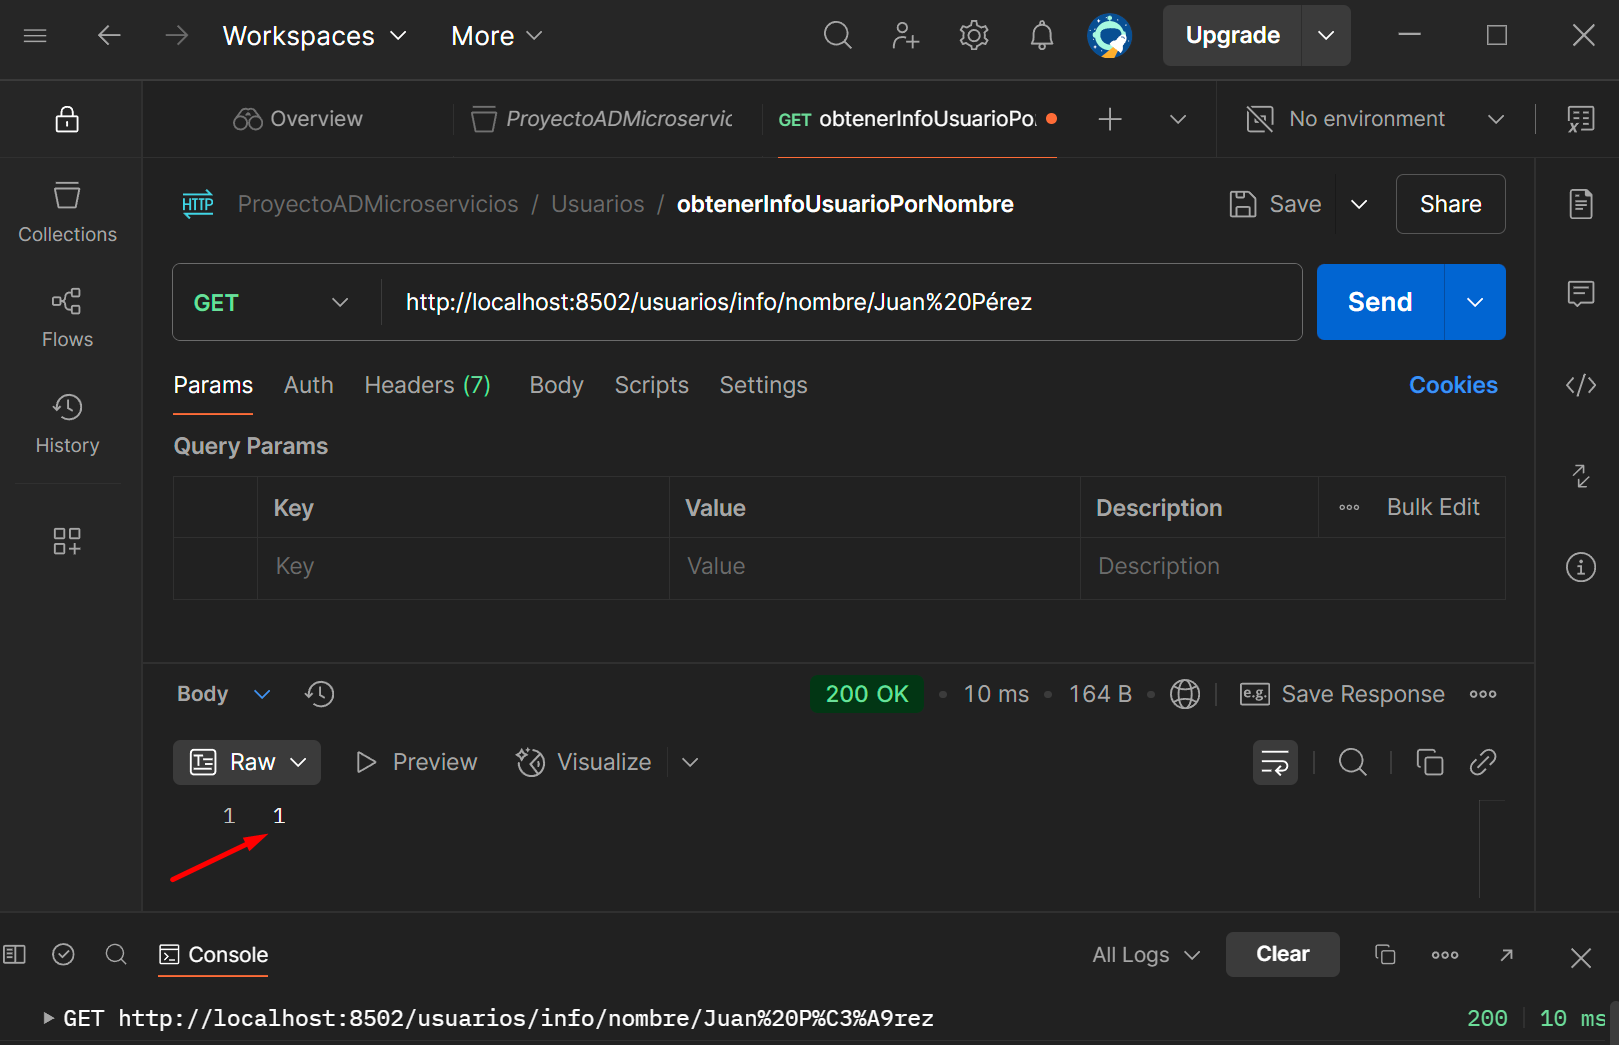 Workspaces More Upgrade
Overview ProyectoADMicroservic GET obtenerInfoUsuarioPo. No environment
HTTP ProyectoADMicroservicios / Usuarios / obtenerInfoUsuarioPorNombre Save Share
Collections
GET http://localhost:8502/usuarios/info/nombre/Juan%20Pérez Send
Flows
Params Auth Headers (7) Body Scripts Settings Cookies
History
Query Params
Key Value Description Bulk Edit
Key Value Description
Body 200 OK 10 ms 164 B e.g. Save Response
Raw Preview Visualize
1 1
Console All Logs Clear
GET http://localhost:8502/usuarios/info/nombre/Juan%20P%C3%A9rez 200 10 ms